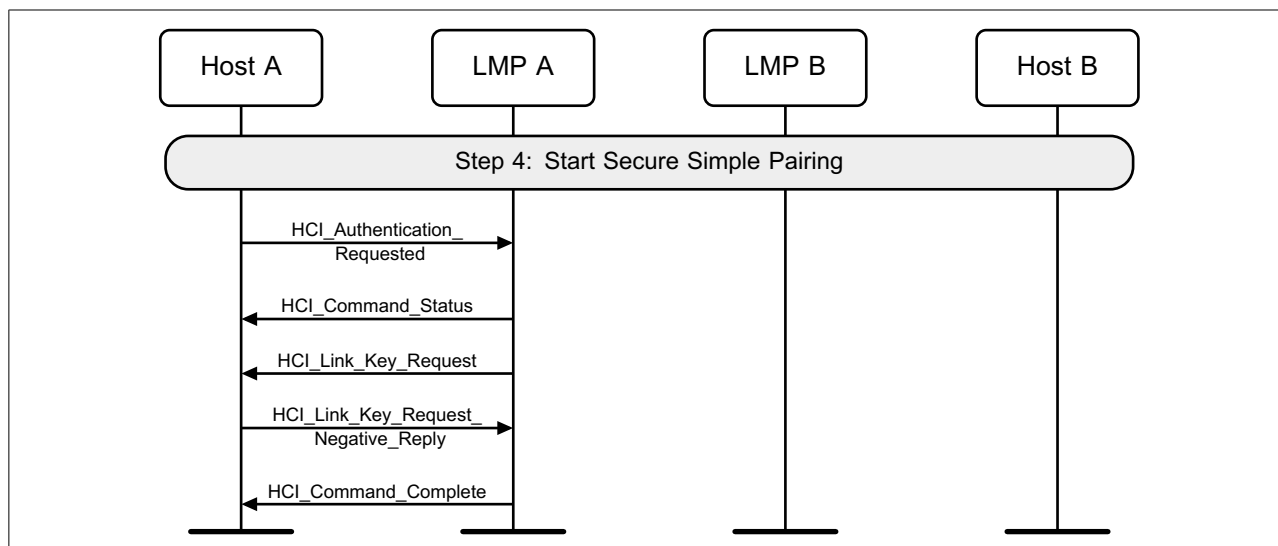 Host A
LMP A
LMP B
Host B
Step 4: Start Secure Simple Pairing
HCI_Authentication_
Requested
HCI_Command_Status
HCI_Link_Key_Request
HCI_Link_Key_Request_
Negative_Reply
HCI_Command_Complete